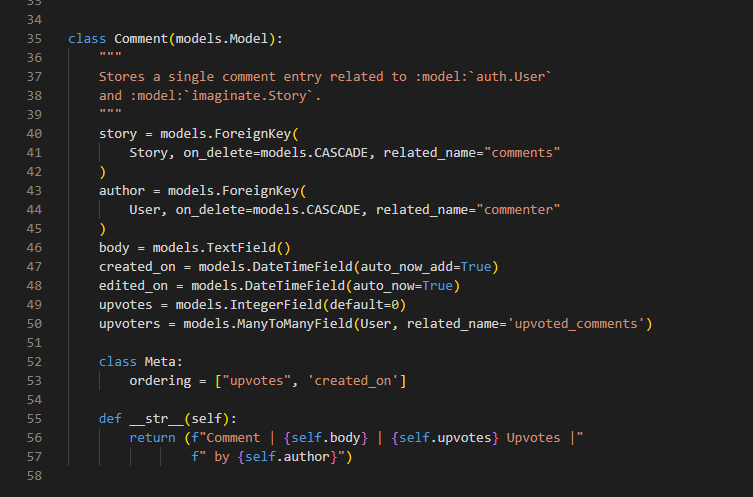 33
34
35 class Comment(models.Model):
36     """
37     Stores a single comment entry related to :model:`auth.User`
38     and :model:`imaginate.Story`.
39     """
40     story = models.ForeignKey(
41         Story, on_delete=models.CASCADE, related_name="comments"
42     )
43     author = models.ForeignKey(
44         User, on_delete=models.CASCADE, related_name="commenter"
45     )
46     body = models.TextField()
47     created_on = models.DateTimeField(auto_now_add=True)
48     edited_on = models.DateTimeField(auto_now=True)
49     upvotes = models.IntegerField(default=0)
50     upvoters = models.ManyToManyField(User, related_name='upvoted_comments')
51
52     class Meta:
53         ordering = ["upvotes", 'created_on']
54
55     def __str__(self):
56         return (f"Comment | {self.body} | {self.upvotes} Upvotes |"
57                 f" by {self.author}")
58